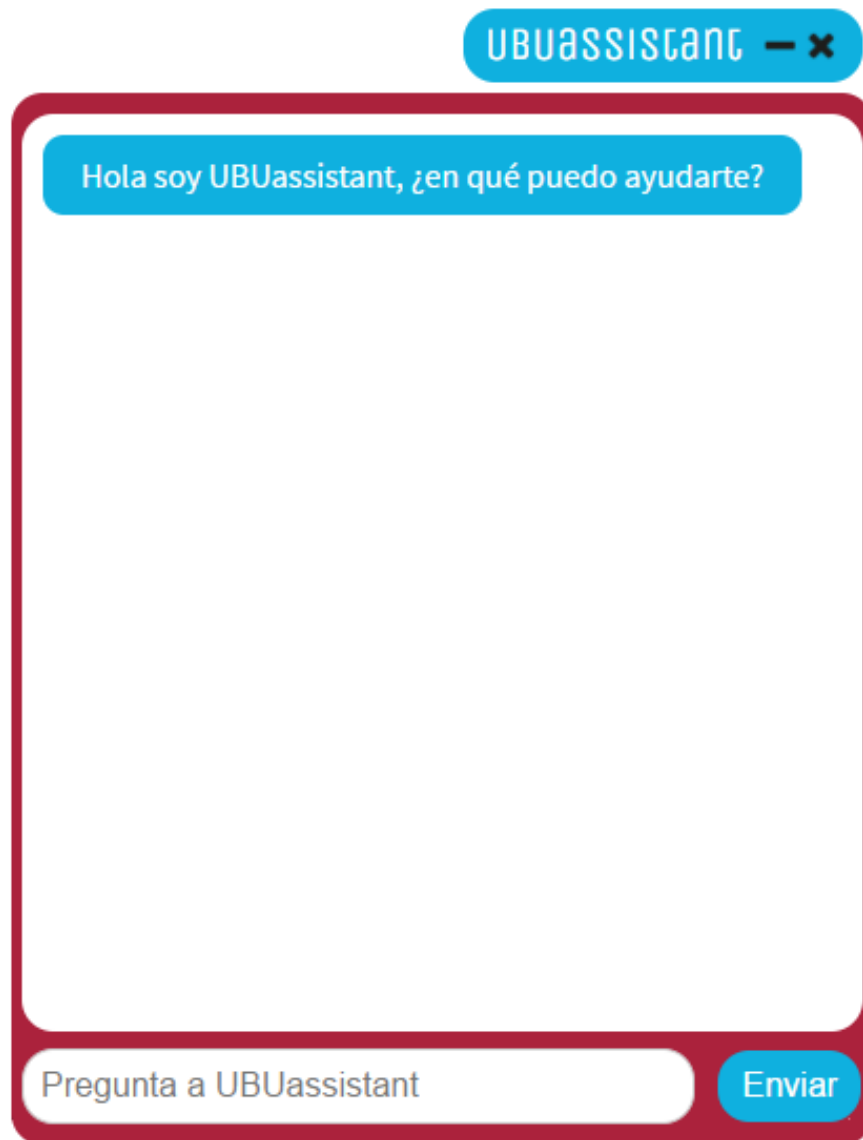 UBUassistant
Hola soy UBUassistant, ¿en qué puedo ayudarte?
Pregunta a UBUassistant
Enviar